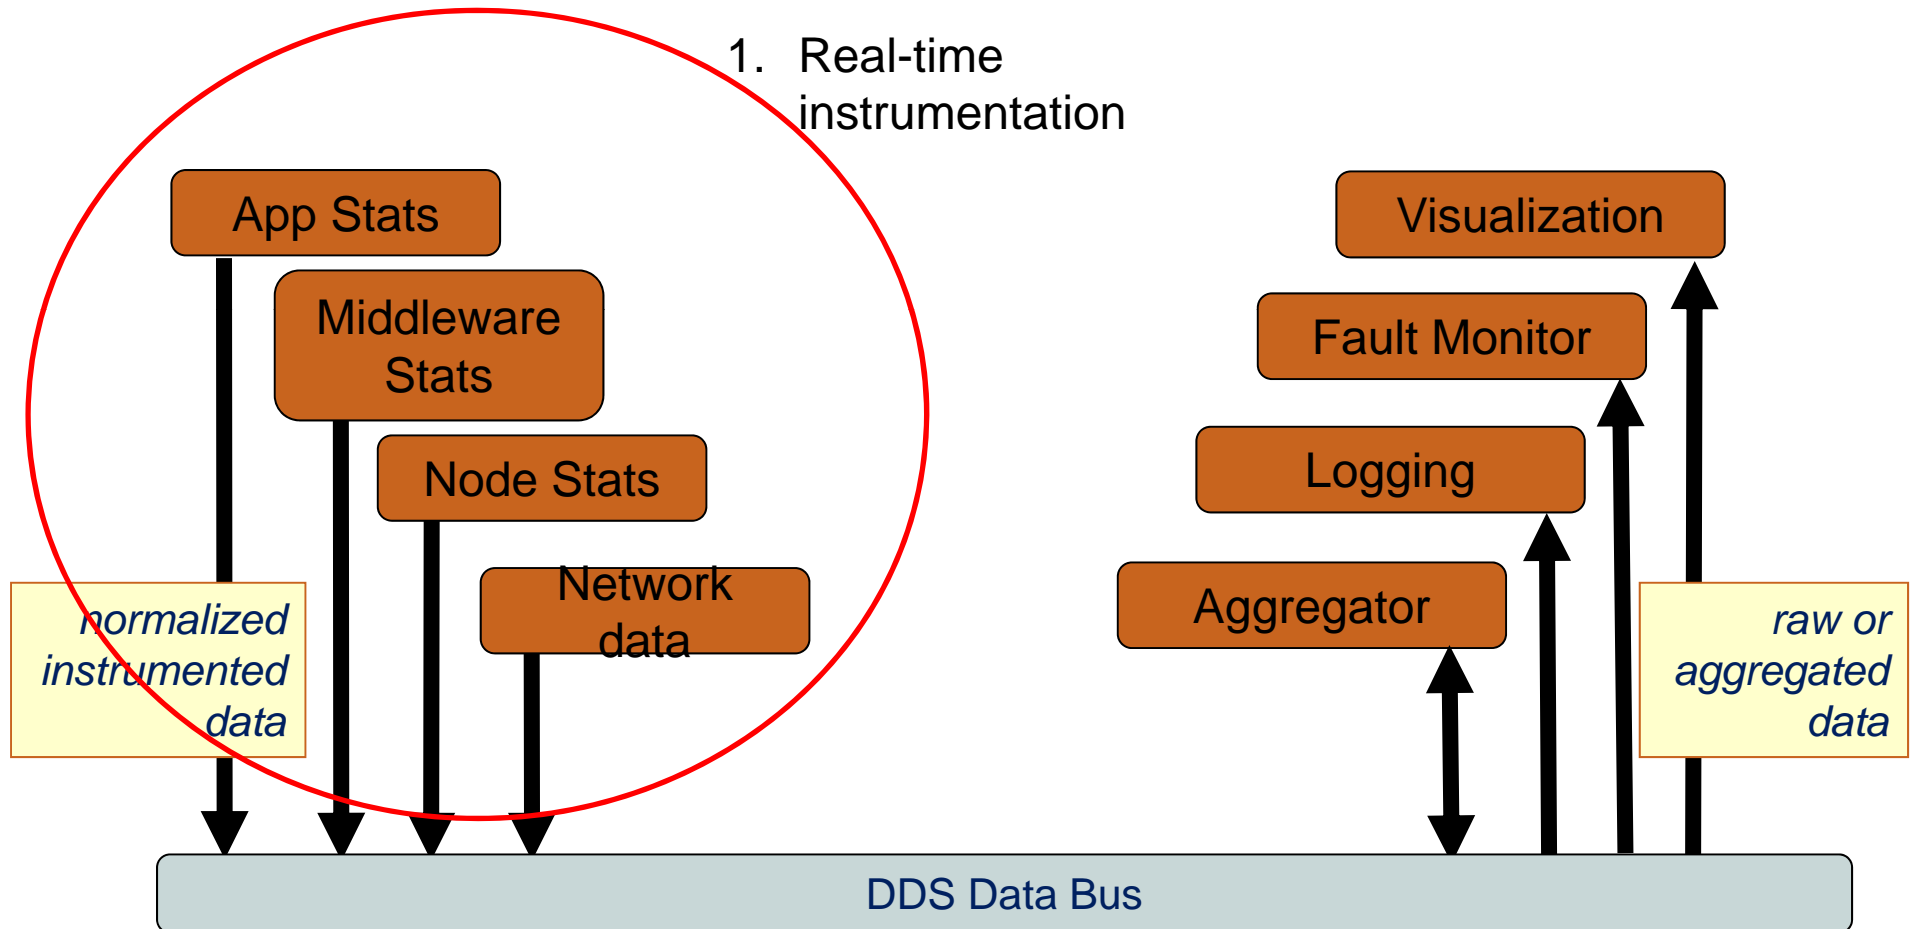 1. Real-time
instrumentation
App Stats
Middleware
Stats
Node Stats
Network
data
normalized
instrumented
data
Visualization
Fault Monitor
Logging
Aggregator
raw or
aggregated
data
DDS Data Bus